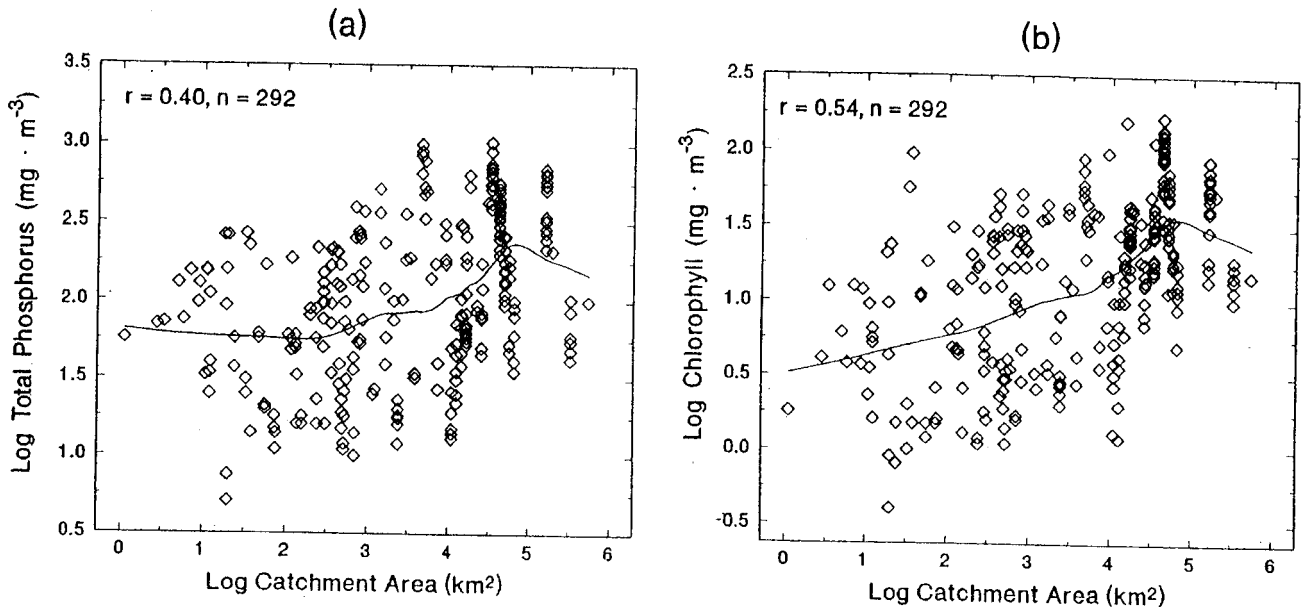 (a)
Log Total Phosphorus (mg · m⁻³)
3.5
3.0
2.5
2.0
1.5
1.0
0.5
r = 0.40, n = 292
0 1 2 3 4 5 6
Log Catchment Area (km²)
(b)
Log Chlorophyll (mg · m⁻³)
2.5
2.0
1.5
1.0
0.5
0.0
-0.5
r = 0.54, n = 292
0 1 2 3 4 5 6
Log Catchment Area (km²)